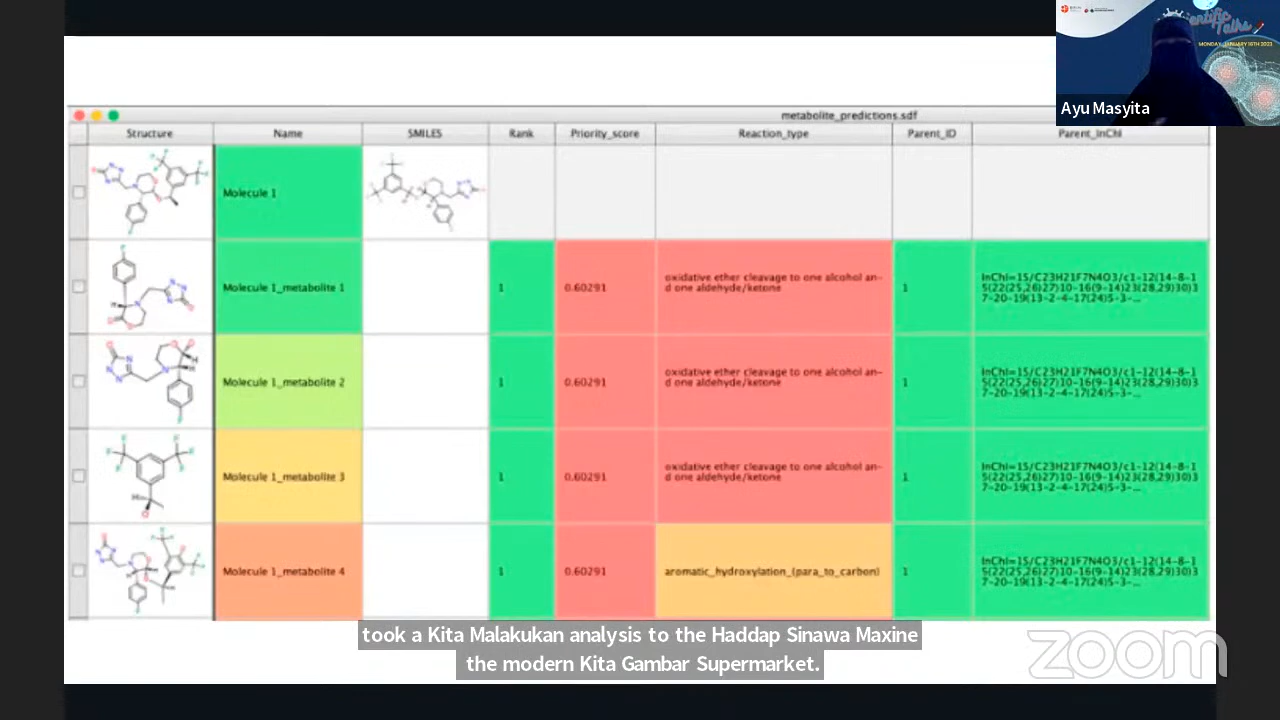 MONDAY, JANUARY 16TH 2023
Ayu Masyita
metabolite_predictions.sdf
Structure Name SMILES Rank Priority_score Reaction_type Parent_ID Parent_InChI
Molecule 1
Molecule 1_metabolite 1 1 0.60291 oxidative ether cleavage to one alcohol an- 1 InChI=1S/C23H21F7N4O3/c1-12(14-8-1
d one aldehyde/ketone 5(22(25,26)27)10-16(9-14)23(28,29)30)3
7-20-19(13-2-4-17(24)5-3-...
Molecule 1_metabolite 2 1 0.60291 oxidative ether cleavage to one alcohol an- 1 InChI=1S/C23H21F7N4O3/c1-12(14-8-1
d one aldehyde/ketone 5(22(25,26)27)10-16(9-14)23(28,29)30)3
7-20-19(13-2-4-17(24)5-3-...
Molecule 1_metabolite 3 1 0.60291 oxidative ether cleavage to one alcohol an- 1 InChI=1S/C23H21F7N4O3/c1-12(14-8-1
d one aldehyde/ketone 5(22(25,26)27)10-16(9-14)23(28,29)30)3
7-20-19(13-2-4-17(24)5-3-...
Molecule 1_metabolite 4 1 0.60291 aromatic_hydroxylation_(para_to_carbon) 1 InChI=1S/C23H21F7N4O3/c1-12(14-8-1
5(22(25,26)27)10-16(9-14)23(28,29)30)3
7-20-19(13-2-4-17(24)5-3-...
took a Kita Malakukan analysis to the Haddap Sinawa Maxine
the modern Kita Gambar Supermarket.
zoom